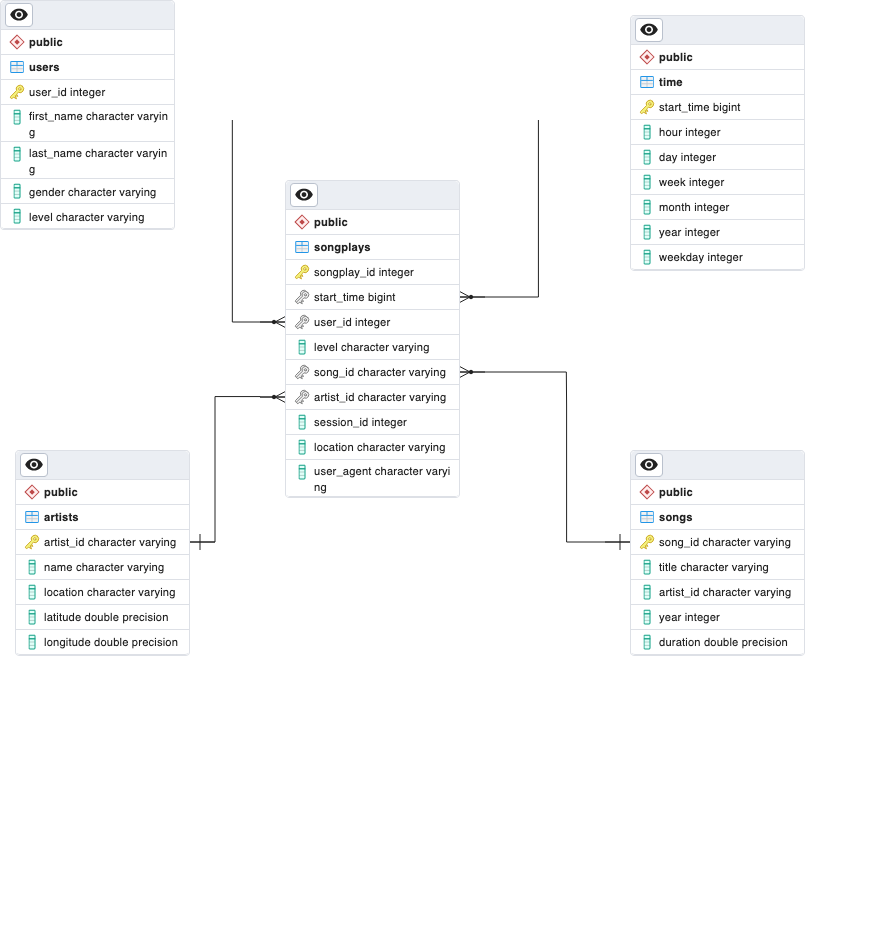 public
users
user_id integer
first_name character varyin
g
last_name character varyin
g
gender character varying
level character varying
public
time
start_time bigint
hour integer
day integer
week integer
month integer
year integer
weekday integer
public
songplays
songplay_id integer
start_time bigint
user_id integer
level character varying
song_id character varying
artist_id character varying
session_id integer
location character varying
user_agent character varyi
ng
public
artists
artist_id character varying
name character varying
location character varying
latitude double precision
longitude double precision
public
songs
song_id character varying
title character varying
artist_id character varying
year integer
duration double precision